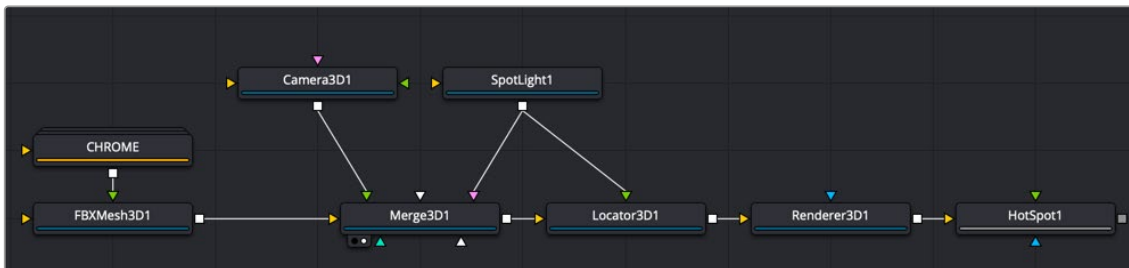 Camera3D1
SpotLight1
CHROME
FBXMesh3D1
Merge3D1
Locator3D1
Renderer3D1
HotSpot1